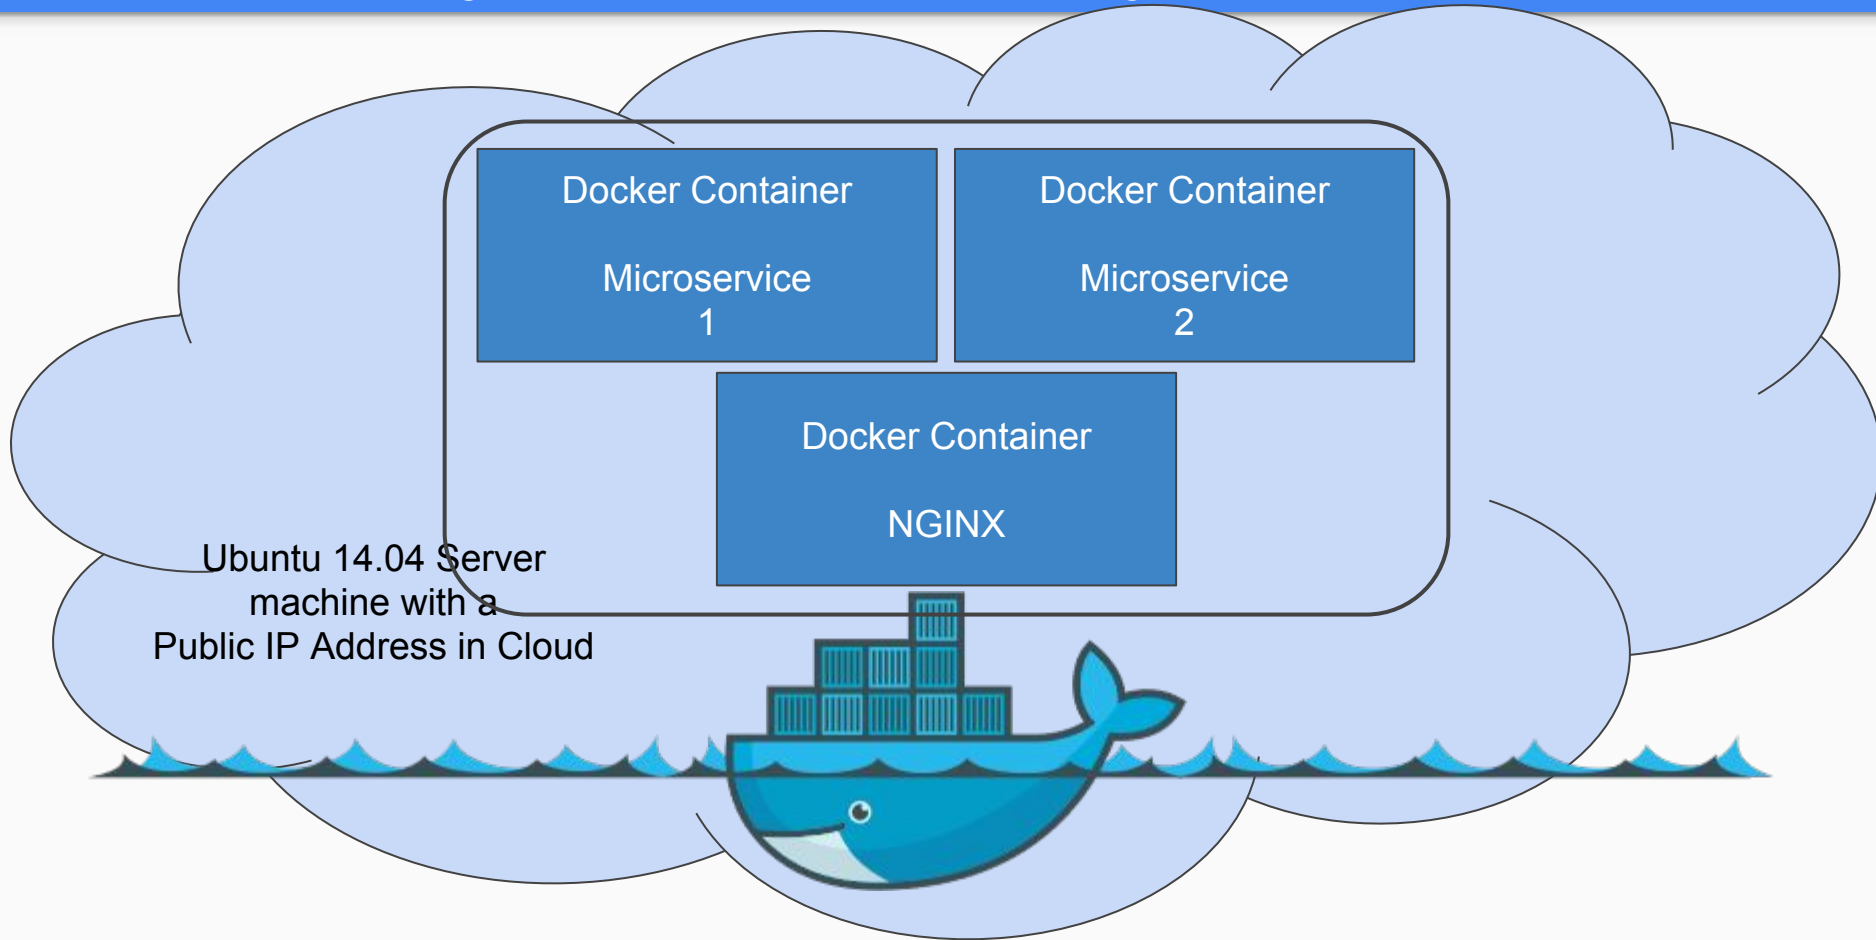 Docker Container
Microservice
1
Docker Container
Microservice
2
Docker Container
NGINX
Ubuntu 14.04 Server
machine with a
Public IP Address in Cloud